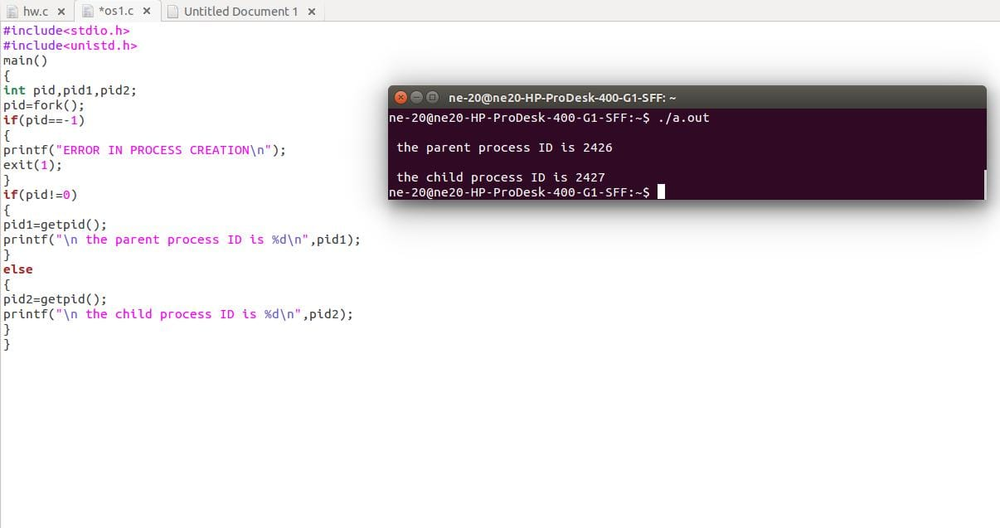 hw.c *os1.c Untitled Document 1
#include<stdio.h>
#include<unistd.h>
main()
{
int pid,pid1,pid2;
pid=fork();
if(pid==-1)
{
printf("ERROR IN PROCESS CREATION\n");
exit(1);
}
if(pid!=0)
{
pid1=getpid();
printf("\n the parent process ID is %d\n",pid1);
}
else
{
pid2=getpid();
printf("\n the child process ID is %d\n",pid2);
}
}
ne-20@ne20-HP-ProDesk-400-G1-SFF: ~
ne-20@ne20-HP-ProDesk-400-G1-SFF:~$ ./a.out
the parent process ID is 2426
the child process ID is 2427
ne-20@ne20-HP-ProDesk-400-G1-SFF:~$